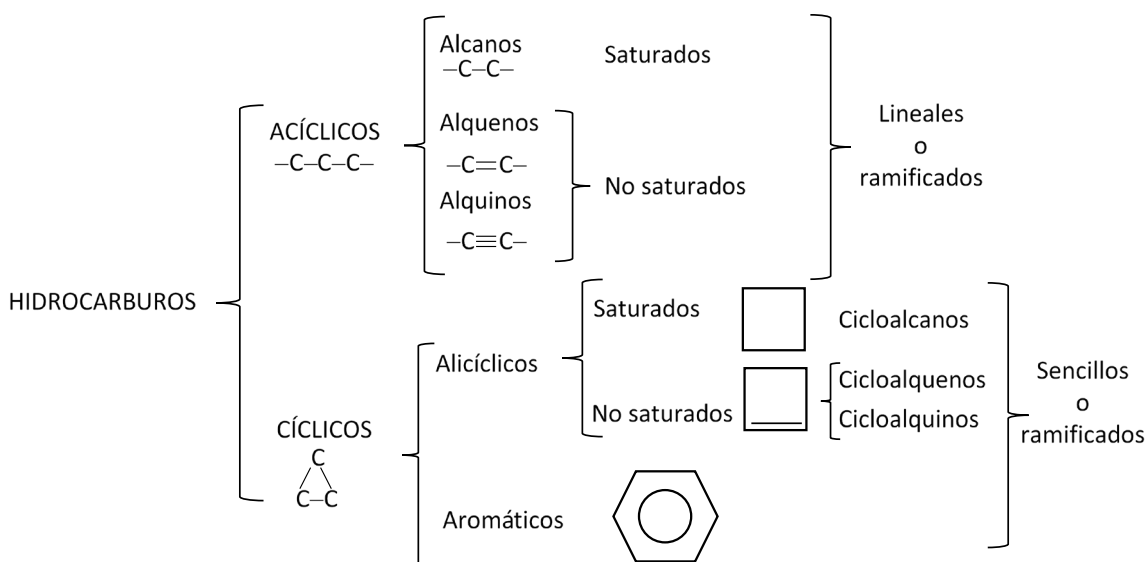 Alcanos
–C–C–
Saturados
ACÍCLICOS
–C–C–C–
Alquenos
–C=C–
Alquinos
–C≡C–
No saturados
Lineales
o
ramificados
HIDROCARBUROS
CÍCLICOS
C
C–C
Alicíclicos
Saturados
Cicloalcanos
No saturados
Cicloalquenos
Cicloalquinos
Aromáticos
Sencillos
o
ramificados